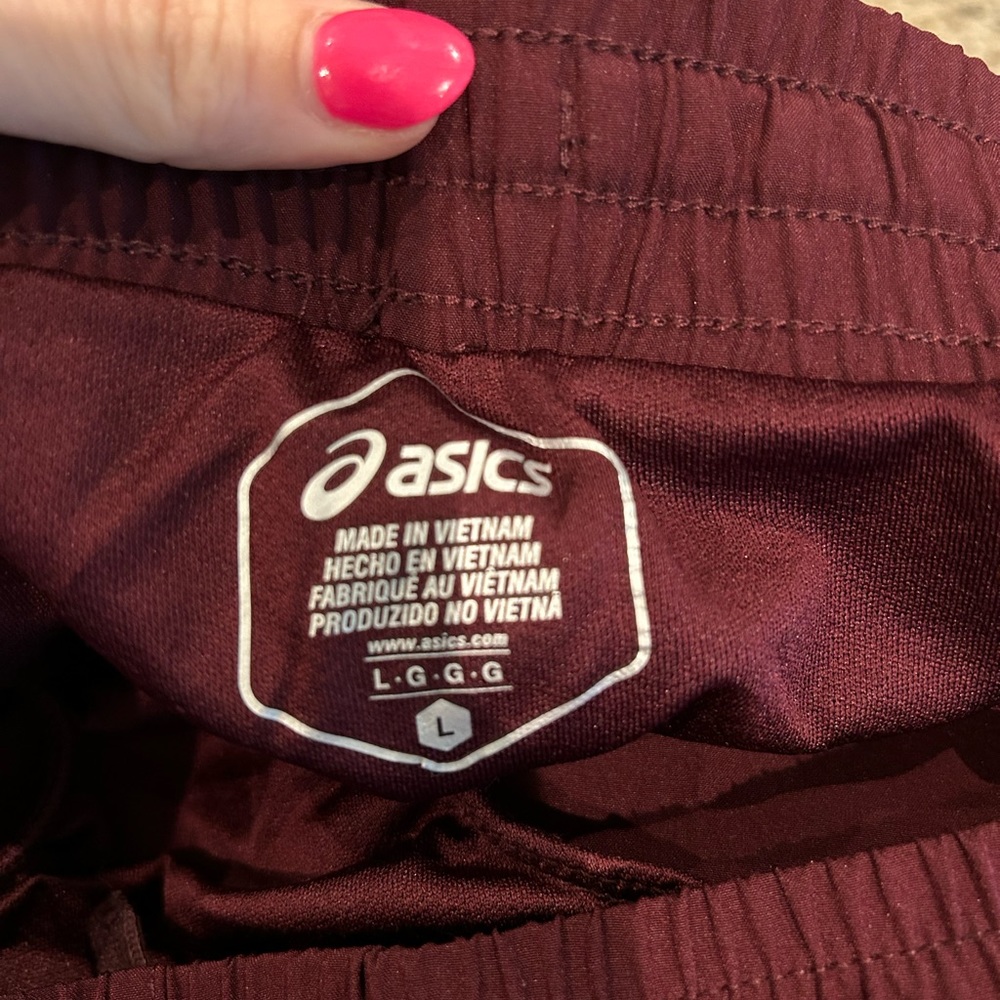 asics
MADE IN VIETNAM
HECHO EN VIETNAM
FABRIQUÉ AU VIÊTNAM
PRODUZIDO NO VIETNÃ
www.asics.com
L·G·G·G
L